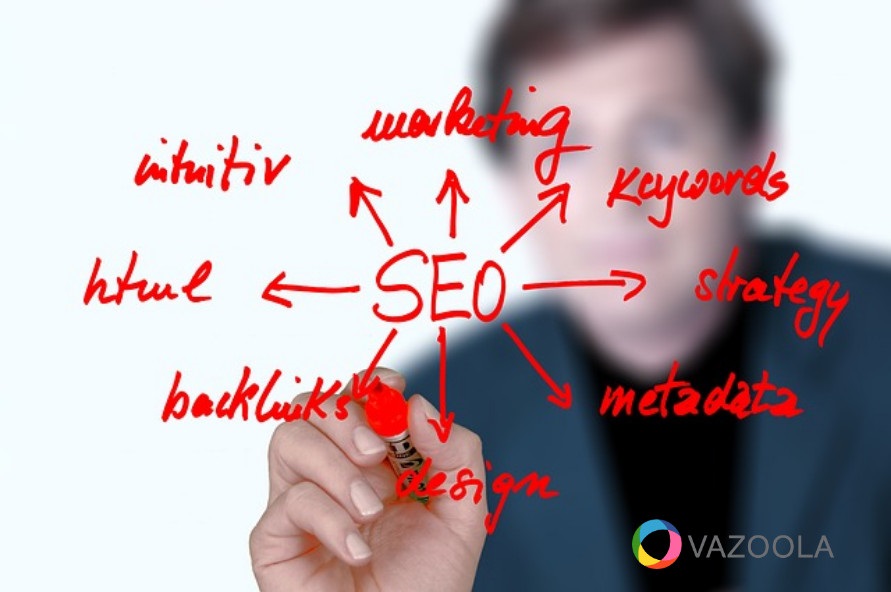 marketing
intuitiv
keywords
html
SEO
strategy
backlinks
metadata
design
VAZOOLA